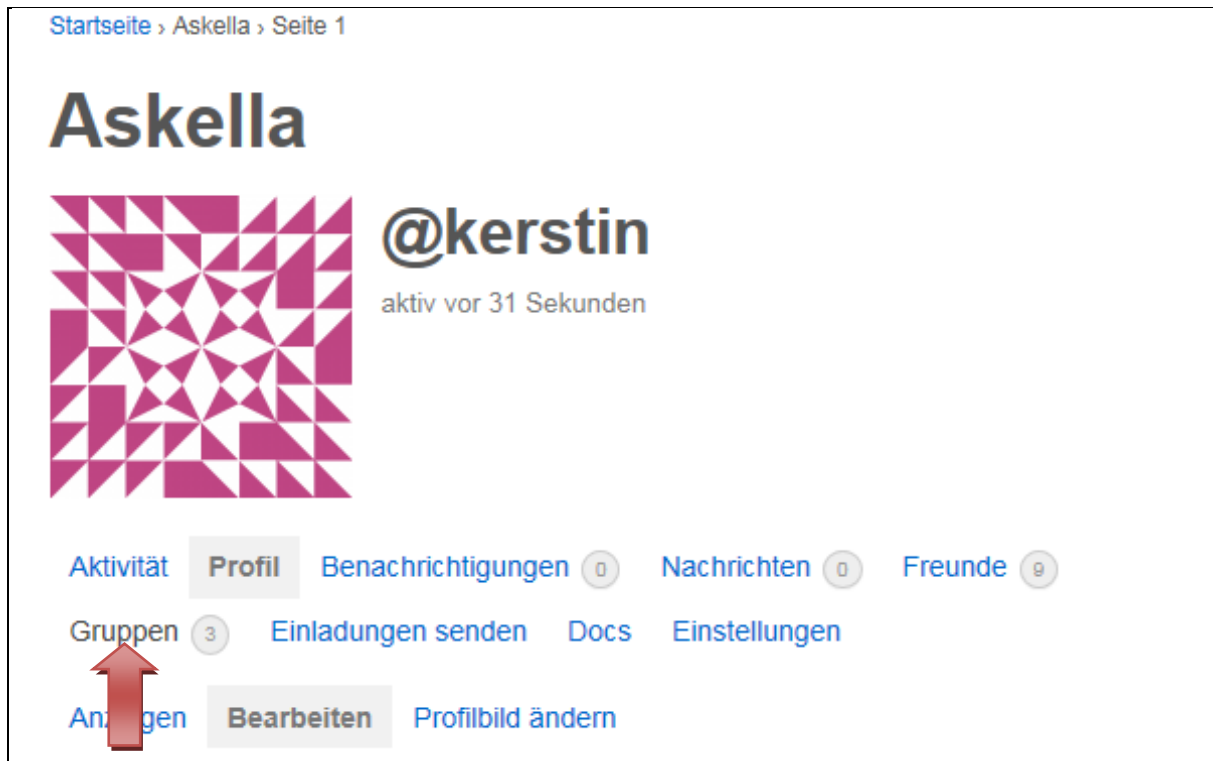 Startseite › Askella › Seite 1
Askella
@kerstin
aktiv vor 31 Sekunden
Aktivität Profil Benachrichtigungen 0 Nachrichten 0 Freunde 9
Gruppen 3 Einladungen senden Docs Einstellungen
Bearbeiten Profilbild ändern